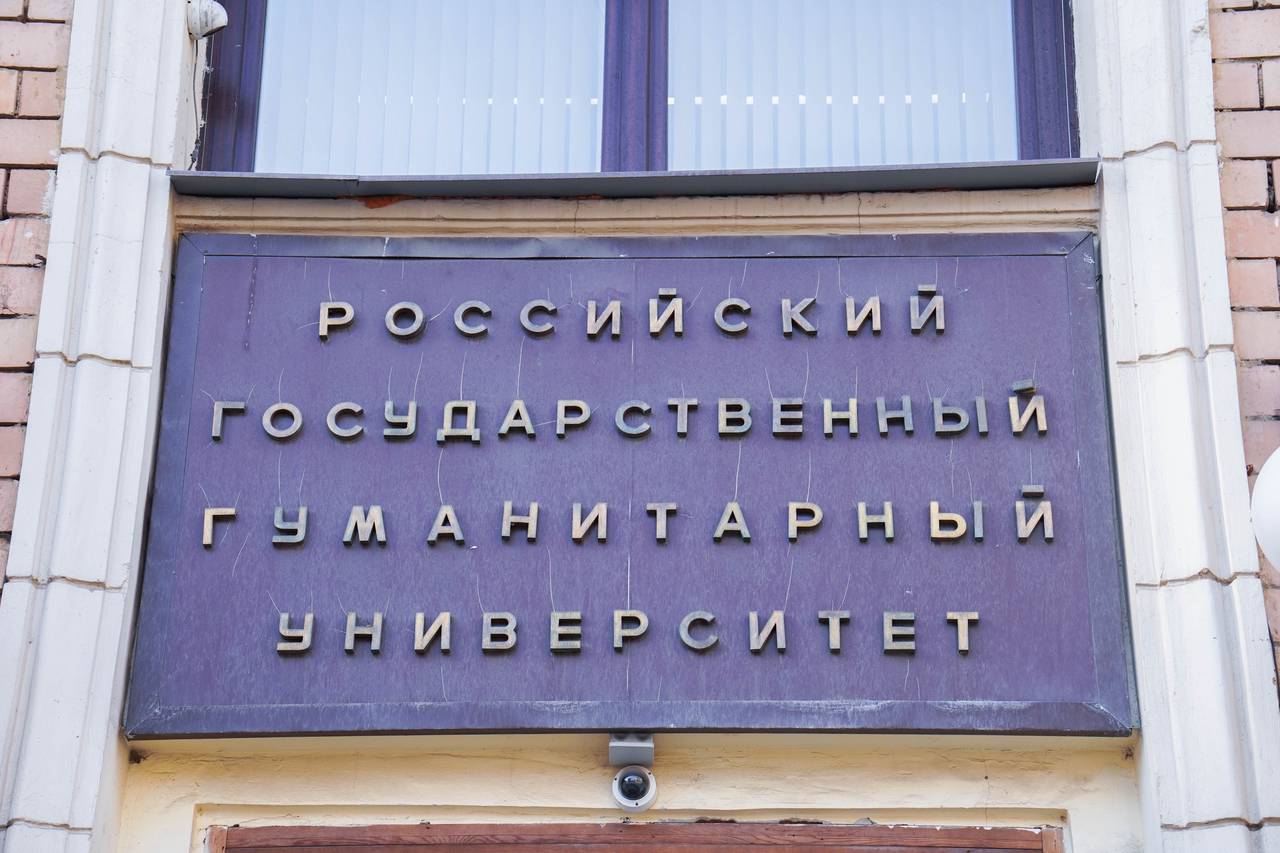 РОССИЙСКИЙ
ГОСУДАРСТВЕННЫЙ
ГУМАНИТАРНЫЙ
УНИВЕРСИТЕТ